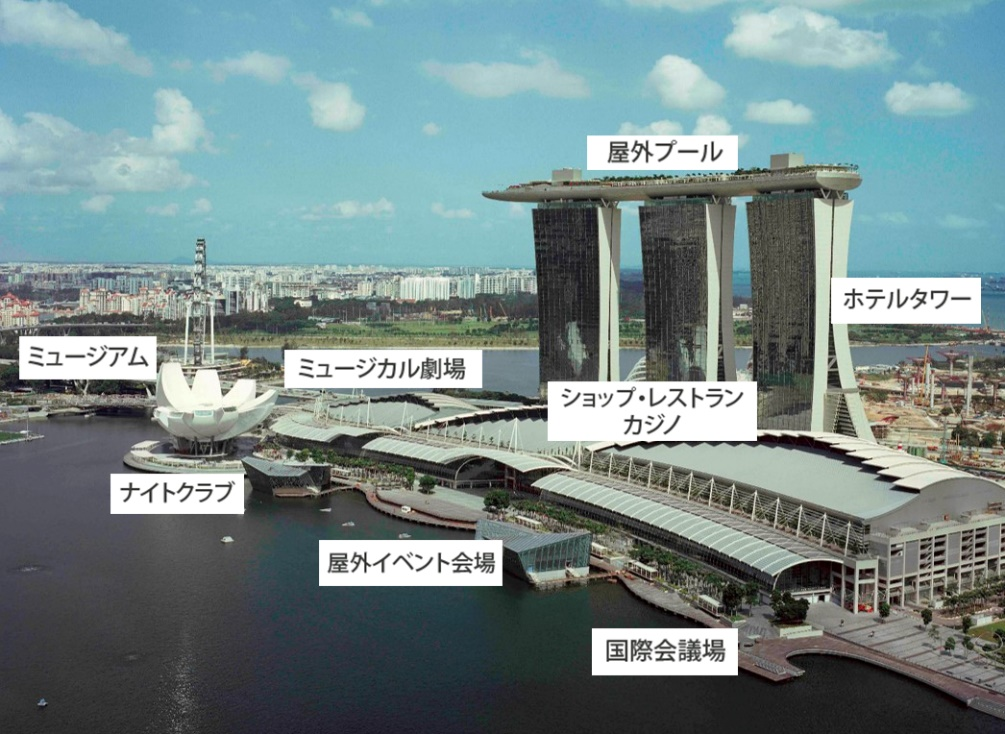 屋外プール
ホテルタワー
ミュージアム
ミュージカル劇場
ショップ・レストラン
カジノ
ナイトクラブ
屋外イベント会場
国際会議場